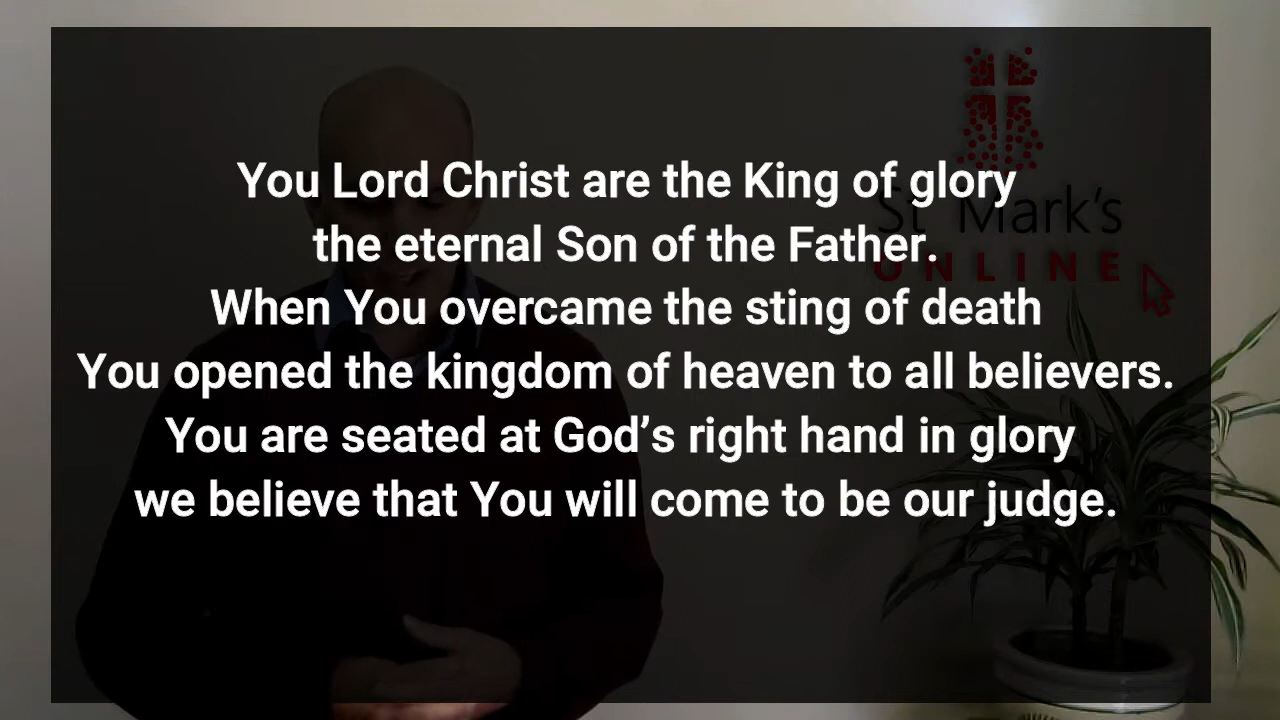 You Lord Christ are the King of glory
the eternal Son of the Father.
When You overcame the sting of death
You opened the kingdom of heaven to all believers.
You are seated at God’s right hand in glory
we believe that You will come to be our judge.
St Mark’s
ONLINE